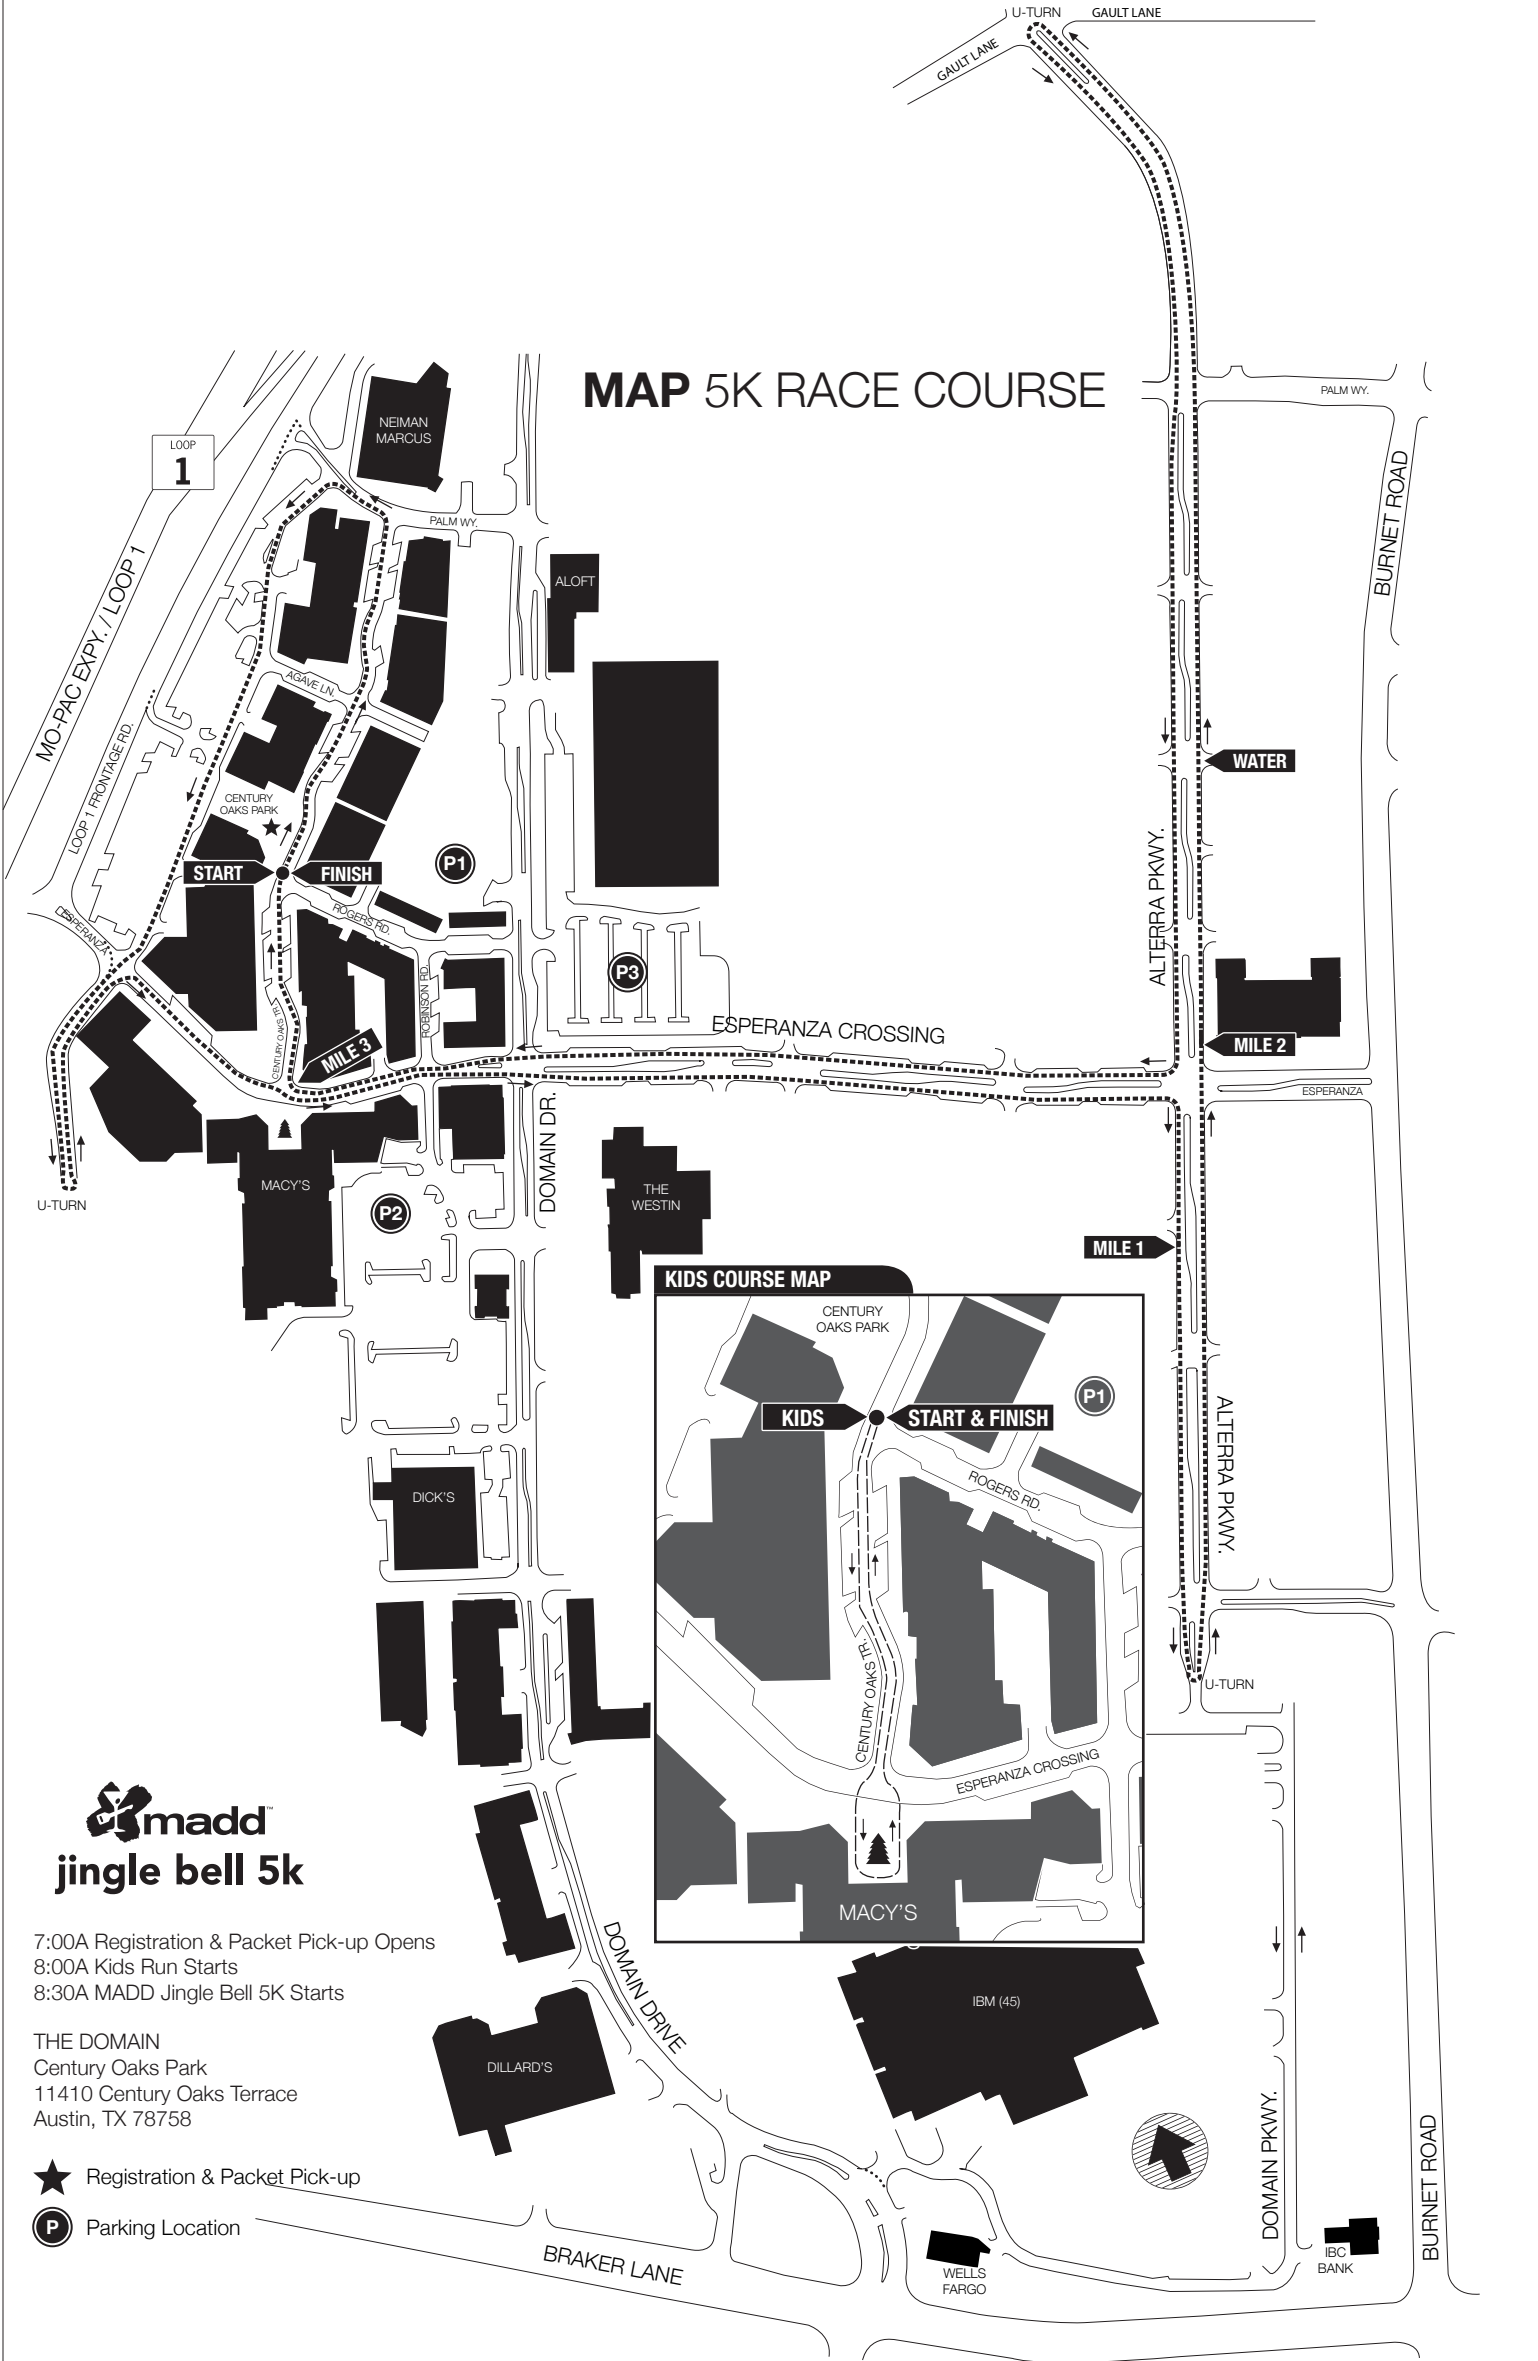 U-TURN
GAULT LANE
GAULT LANE
MAP 5K RACE COURSE
PALM WY.
BURNET ROAD
NEIMAN
MARCUS
LOOP
1
PALM WY.
MO-PAC EXPY. / LOOP 1
ALOFT
AGAVE LN.
LOOP 1 FRONTAGE RD.
WATER
CENTURY
OAKS PARK
ALTERRA PKWY.
START
FINISH
P1
ROGERS RD.
ESPERANZA
P3
ROBINSON RD.
ESPERANZA CROSSING
CENTURY OAKS TR.
MILE 3
MILE 2
ESPERANZA
DOMAIN DR.
MACY'S
U-TURN
P2
THE
WESTIN
MILE 1
KIDS COURSE MAP
CENTURY
OAKS PARK
P1
KIDS
START & FINISH
ROGERS RD.
ALTERRA PKWY.
DICK'S
CENTURY OAKS TR.
U-TURN
ESPERANZA CROSSING
MACY'S
madd™
jingle bell 5k
7:00A Registration & Packet Pick-up Opens
8:00A Kids Run Starts
8:30A MADD Jingle Bell 5K Starts
THE DOMAIN
Century Oaks Park
11410 Century Oaks Terrace
Austin, TX 78758
DOMAIN DRIVE
IBM (45)
DILLARD'S
Registration & Packet Pick-up
P
Parking Location
DOMAIN PKWY.
BURNET ROAD
BRAKER LANE
WELLS
FARGO
IBC
BANK